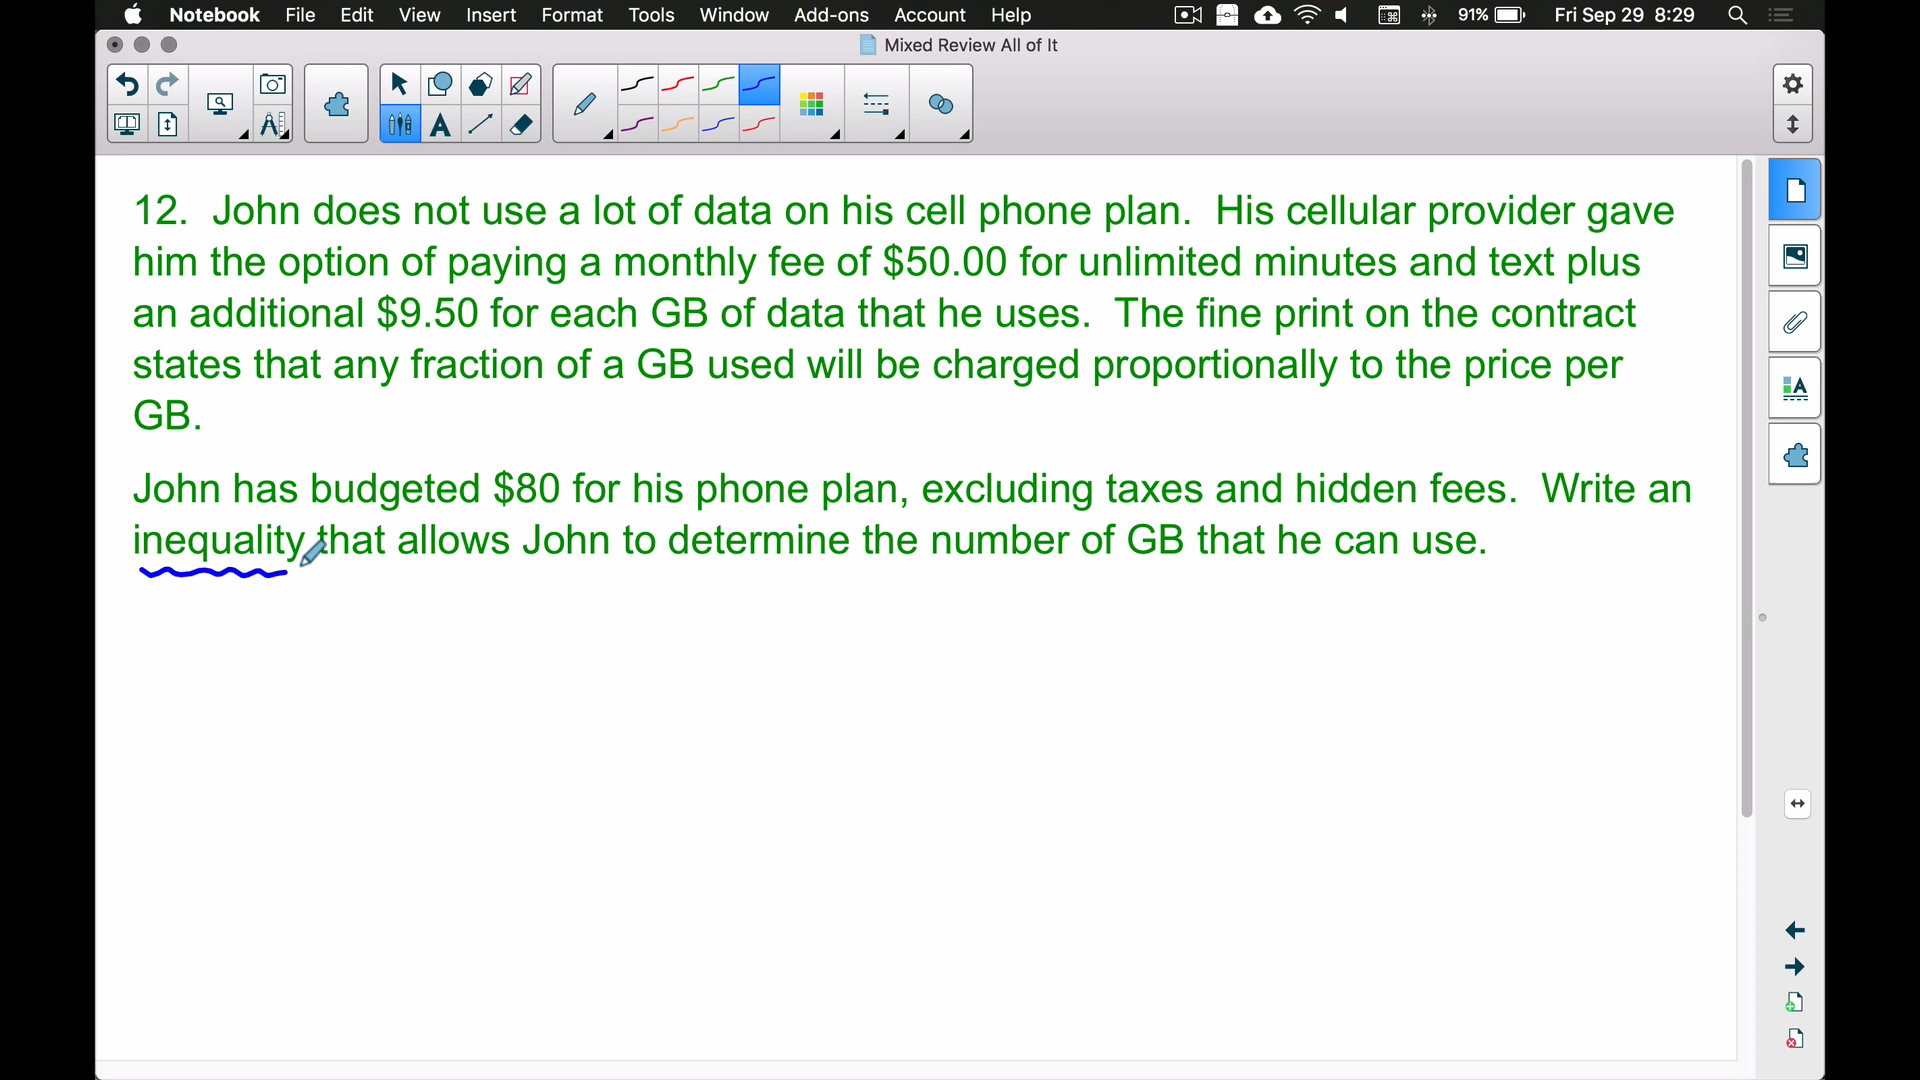 Notebook File Edit View Insert Format Tools Window Add-ons Account Help 91% Fri Sep 29 8:29
Mixed Review All of It
12. John does not use a lot of data on his cell phone plan. His cellular provider gave
him the option of paying a monthly fee of $50.00 for unlimited minutes and text plus
an additional $9.50 for each GB of data that he uses. The fine print on the contract
states that any fraction of a GB used will be charged proportionally to the price per
GB.
John has budgeted $80 for his phone plan, excluding taxes and hidden fees. Write an
inequality that allows John to determine the number of GB that he can use.